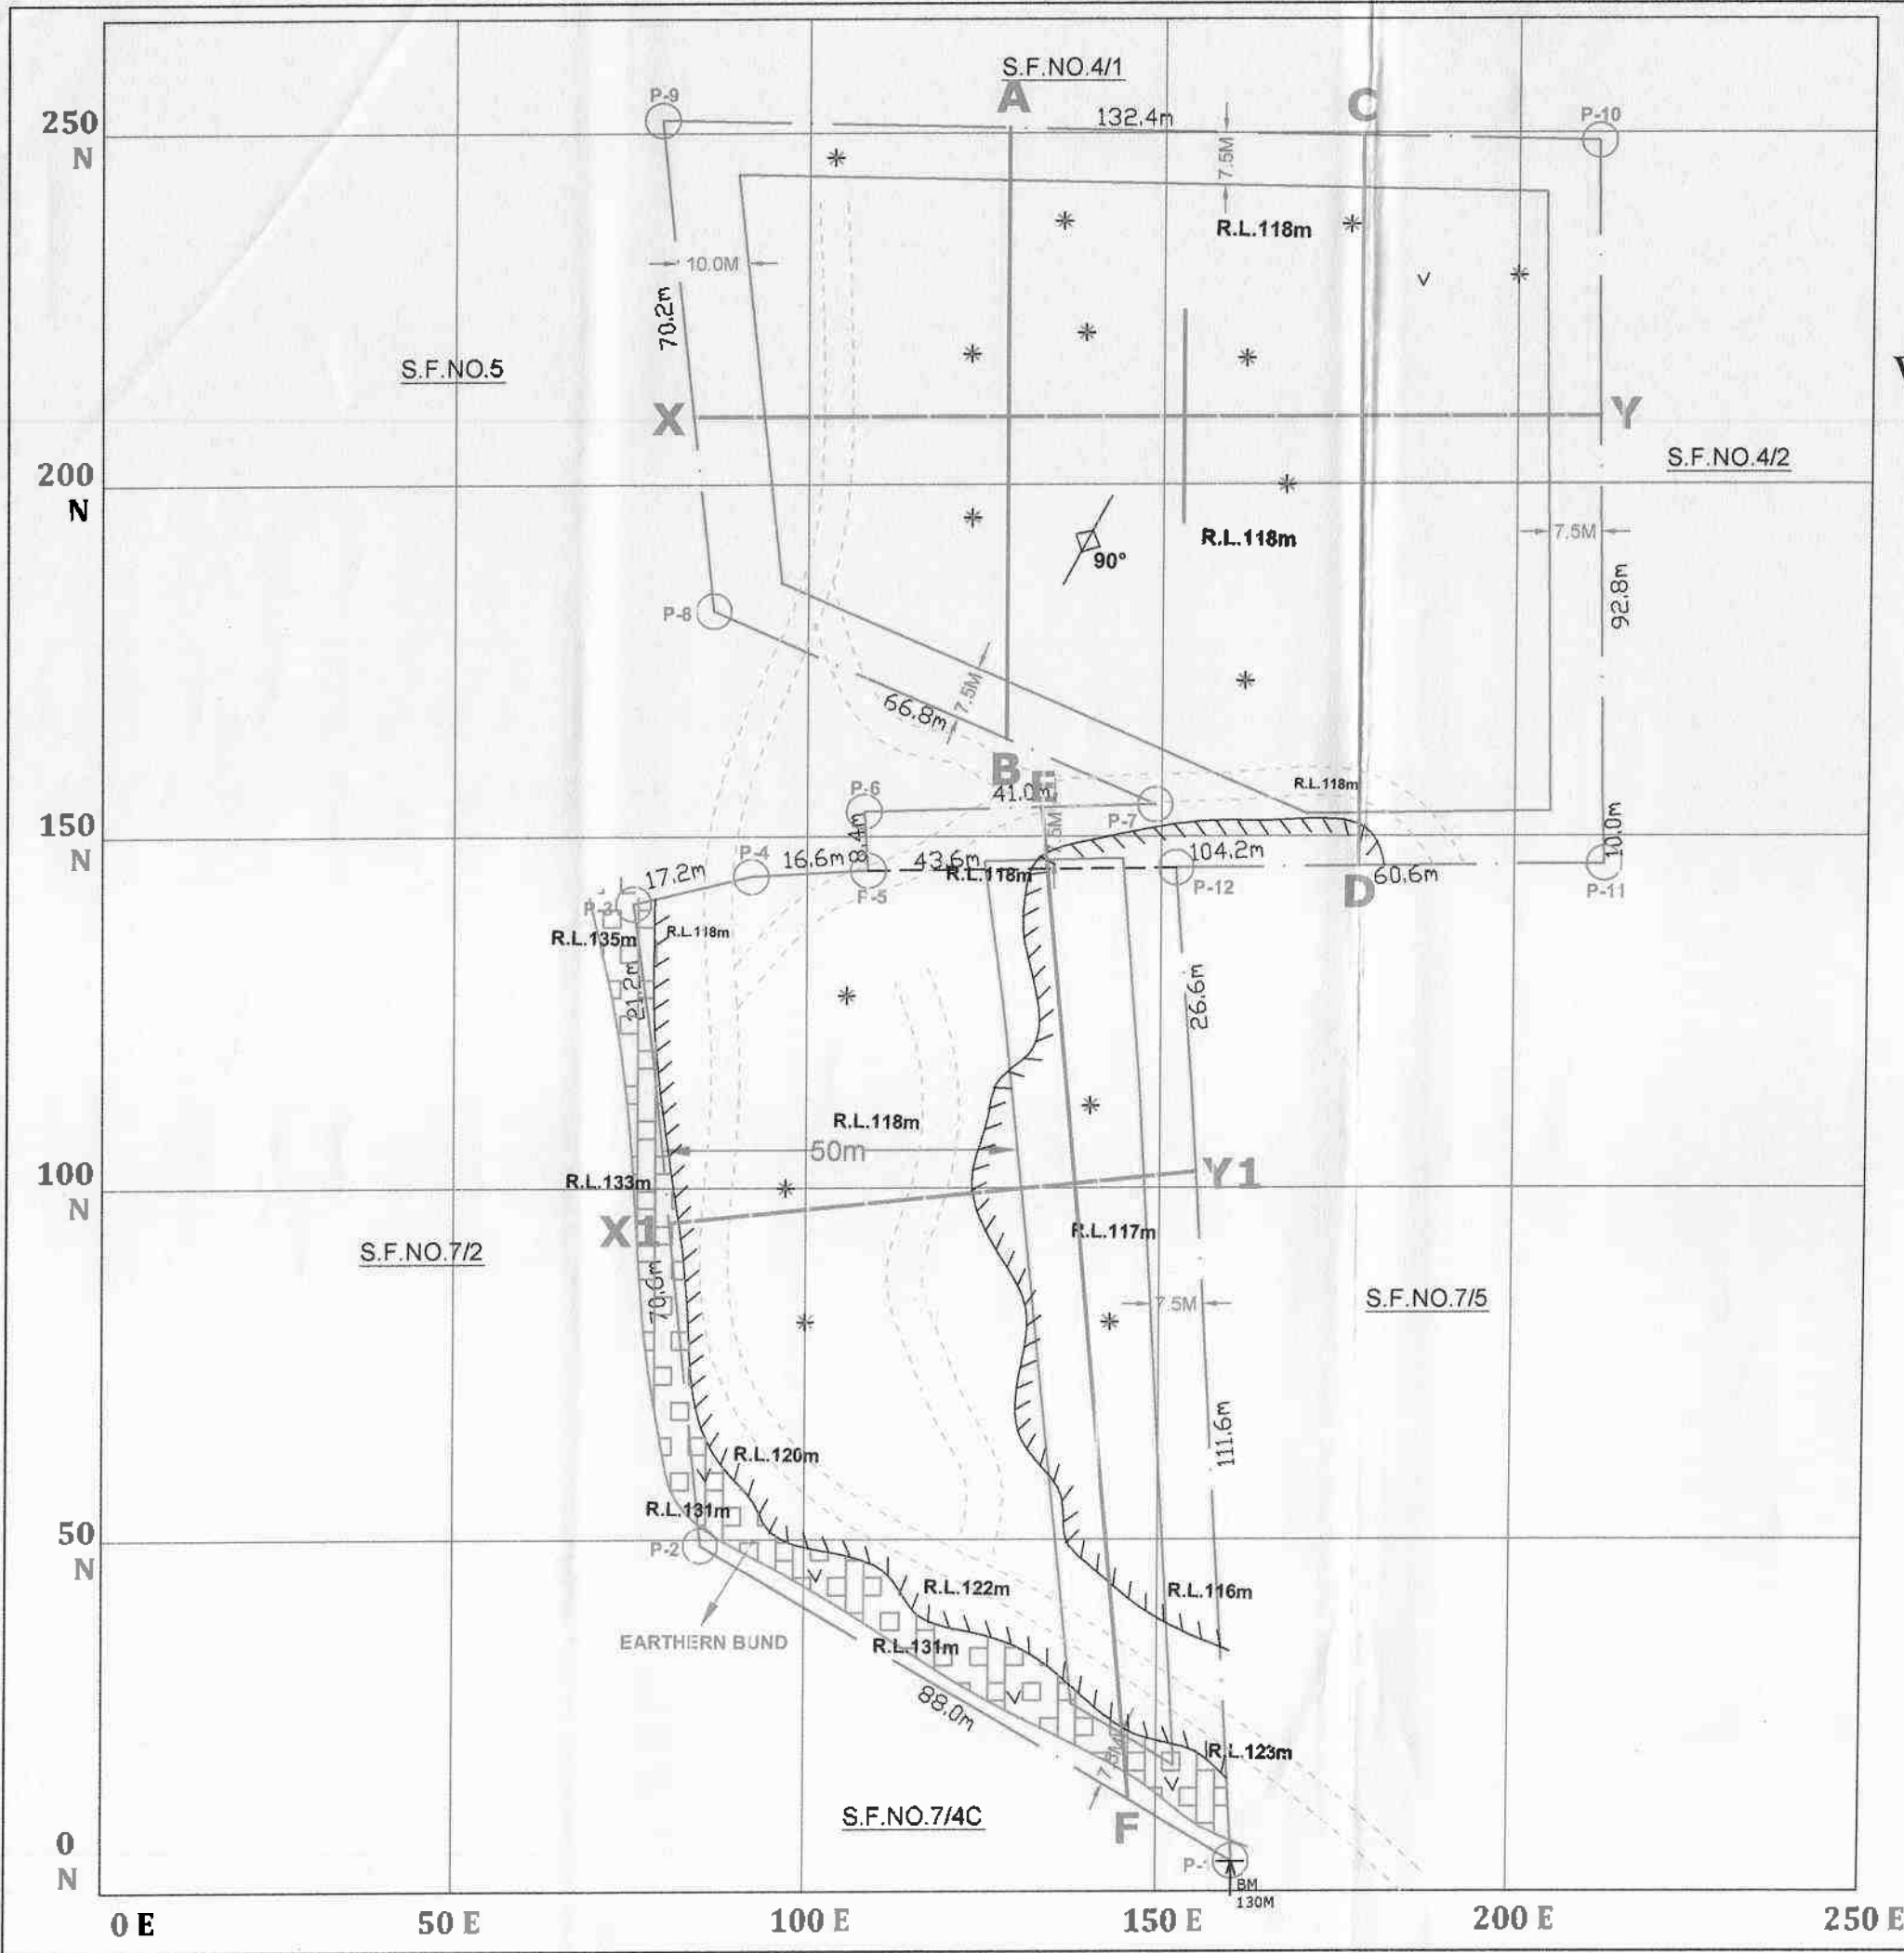 S.F.NO.4/1
P-9
A
132.4m
C
P-10
250
N
7.5M
R.L.118m
10.0M
70.2m
S.F.NO.5
X
Y
S.F.NO.4/2
200
N
R.L.118m
7.5M
90°
92.8m
P-8
7.5M
66.8m
B
E
R.L.118m
P-6
41.0m
P-7
150
N
8.4m
10.0m
P-4
16.6m
43.6m
104.2m
17.2m
R.L.118m
P-5
P-12
D
60.6m
P-11
P-3
R.L.135m
R.L.118m
21.2m
26.6m
R.L.118m
50m
100
N
R.L.133m
Y1
X1
R.L.117m
S.F.NO.7/2
70.6m
7.5M
S.F.NO.7/5
111.6m
R.L.120m
R.L.131m
50
N
P-2
R.L.122m
R.L.116m
EARTHERN BUND
R.L.131m
88.0m
R.L.123m
S.F.NO.7/4C
F
0
N
BM
130M
0 E
50 E
100 E
150 E
200 E
250 E